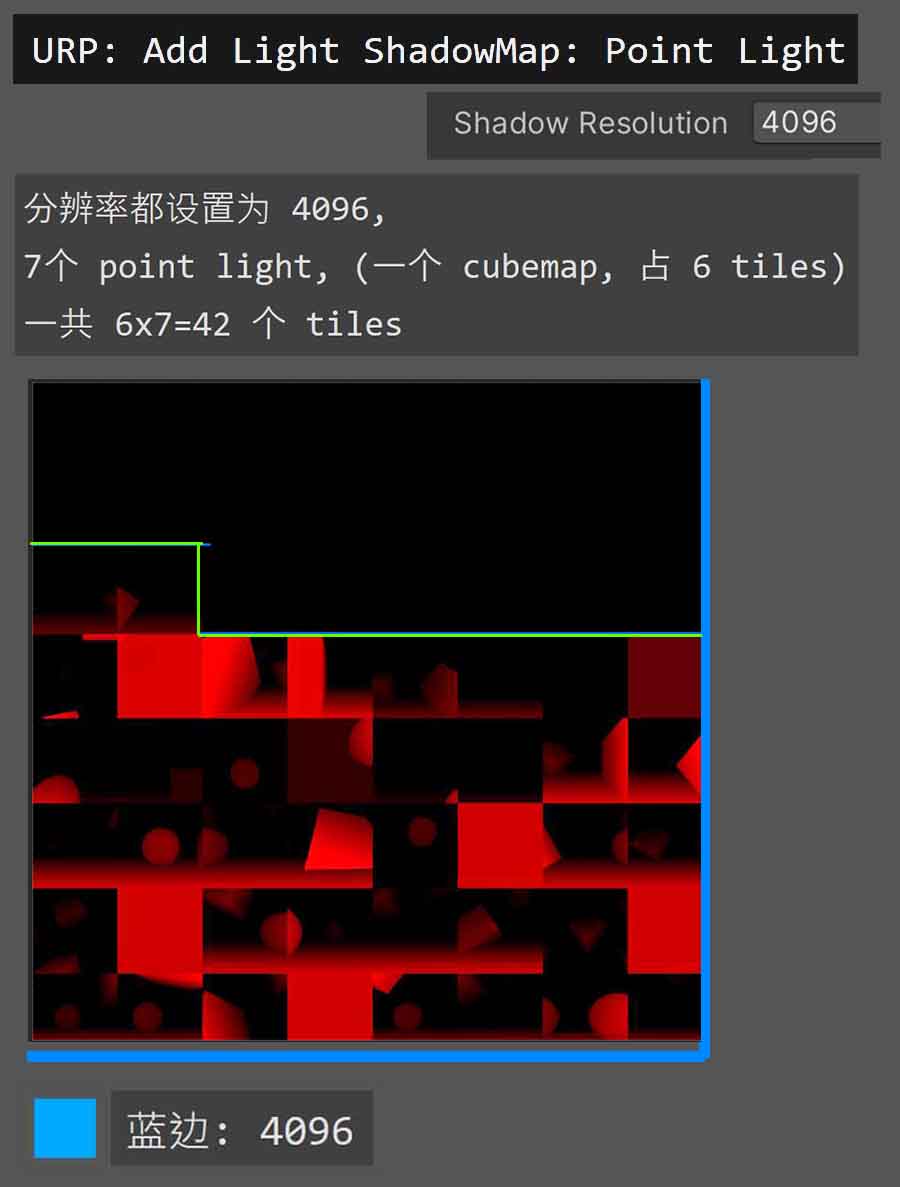 URP: Add Light ShadowMap: Point Light
Shadow Resolution 4096
分辨率都设置为 4096,
7个 point light, (一个 cubemap, 占 6 tiles)
一共 6x7=42 个 tiles
蓝边: 4096